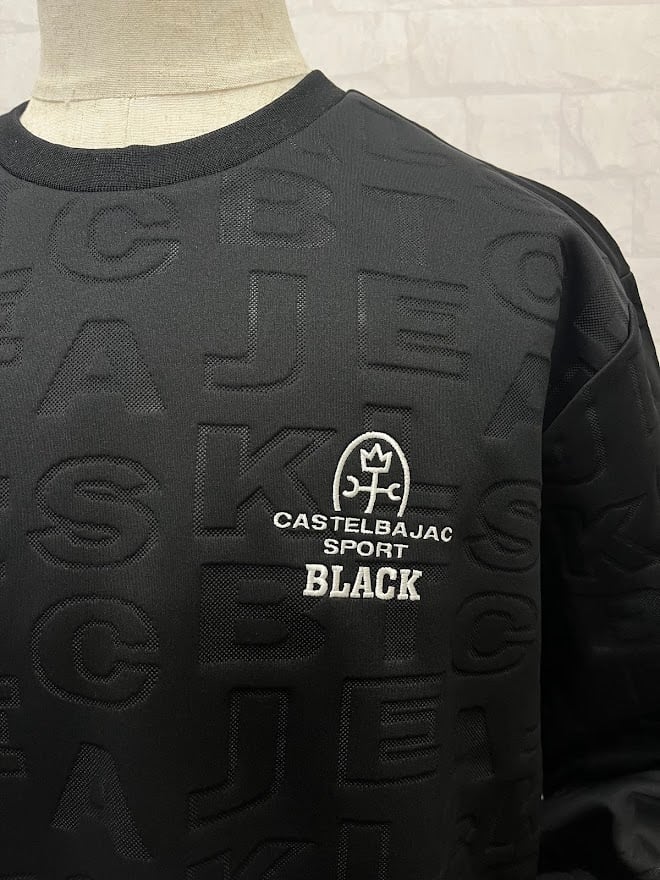 C B I C
A J E A
S K L S
CASTELBAJAC
SPORT
BLACK
C B I C
A J E
K